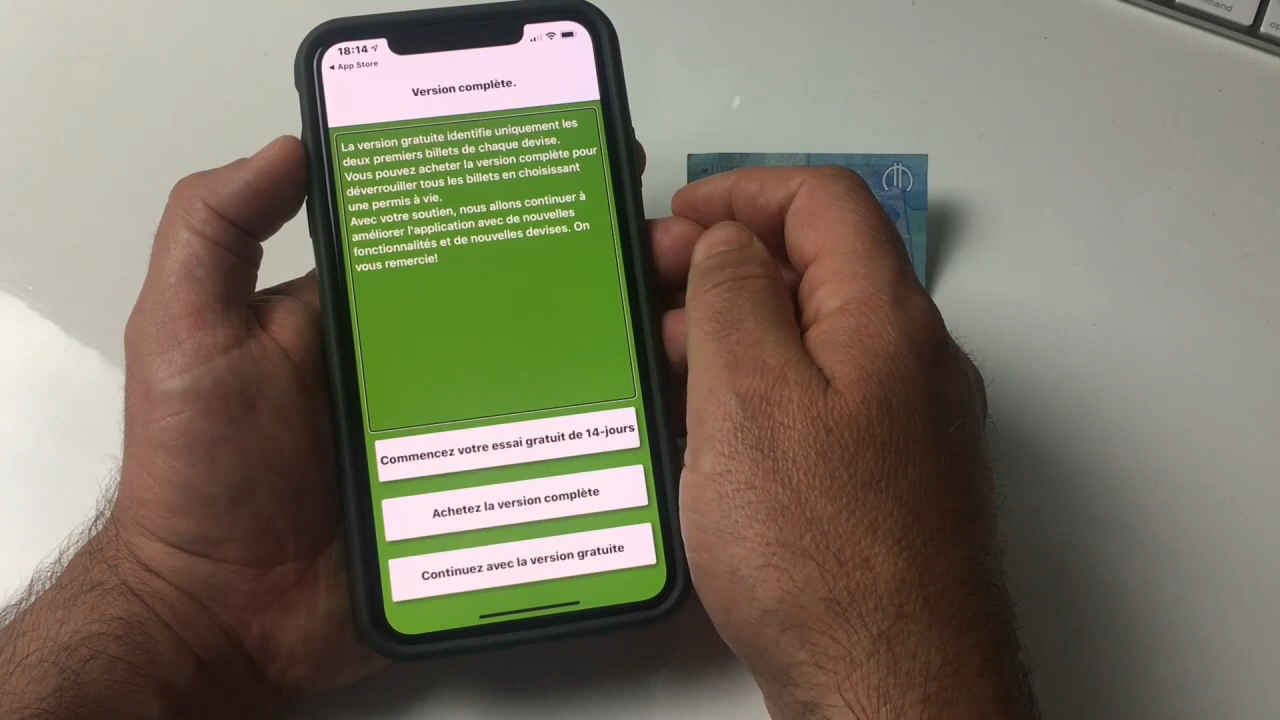 18:14
App Store
Version complète.
La version gratuite identifie uniquement les
deux premiers billets de chaque devise.
Vous pouvez acheter la version complète pour
déverrouiller tous les billets en choisissant
une permis à vie.
Avec votre soutien, nous allons continuer à
améliorer l'application avec de nouvelles
fonctionnalités et de nouvelles devises. On
vous remercie!
Commencez votre essai gratuit de 14-jours
Achetez la version complète
Continuez avec la version gratuite